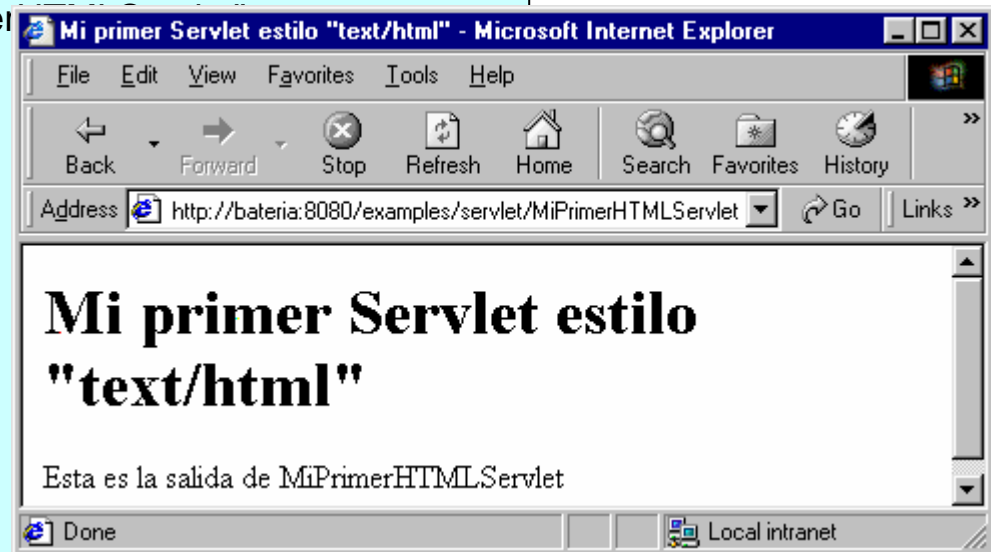 Mi primer Servlet estilo "text/html" - Microsoft Internet Explorer
File Edit View Favorites Tools Help
Back Forward Stop Refresh Home Search Favorites History »
Address http://bateria:8080/examples/servlet/MiPrimerHTMLServlet Go Links »
Mi primer Servlet estilo
"text/html"
Esta es la salida de MiPrimerHTMLServlet
Done Local intranet